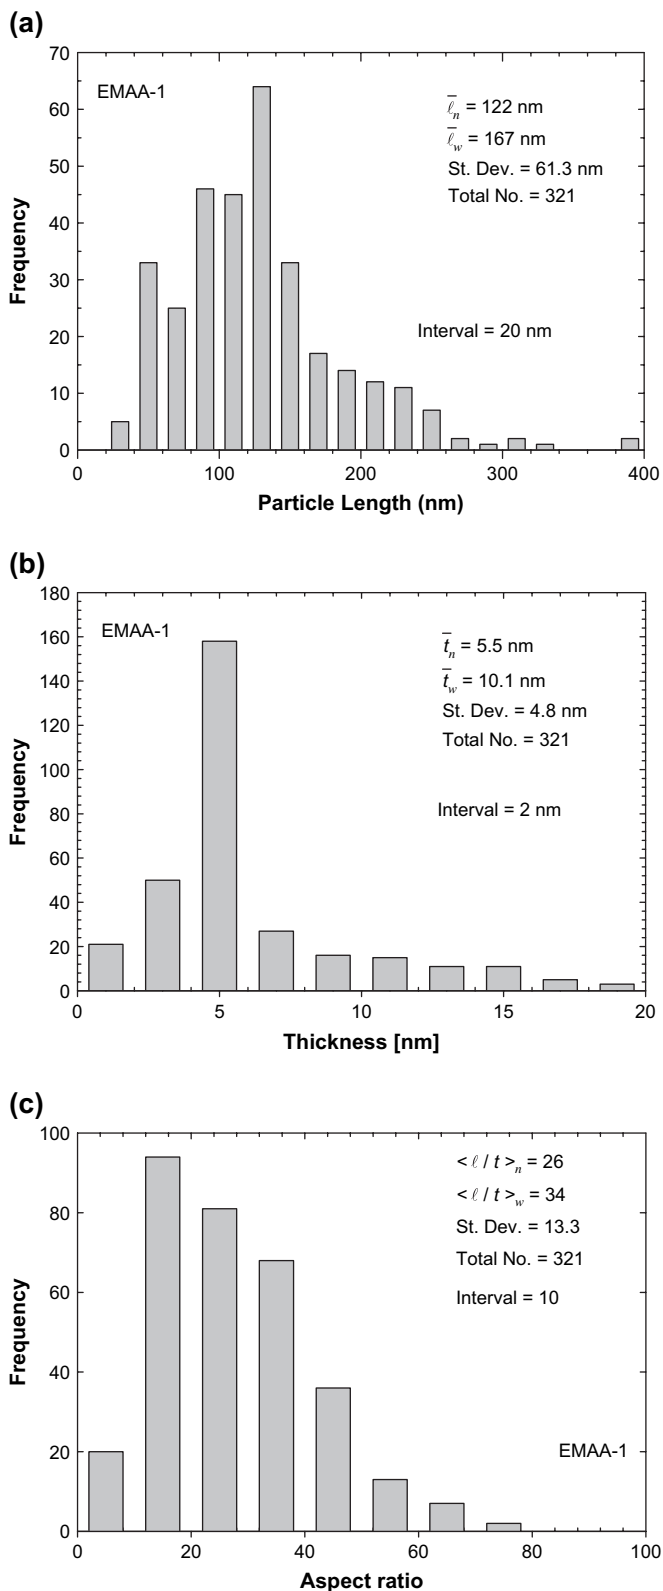 (a)
70
60
50
40
30
20
10
0
Frequency
EMAA-1
ℓ̅n = 122 nm
ℓ̅w = 167 nm
St. Dev. = 61.3 nm
Total No. = 321
Interval = 20 nm
0 100 200 300 400
Particle Length (nm)
(b)
180
160
140
120
100
80
60
40
20
0
Frequency
EMAA-1
t̅n = 5.5 nm
t̅w = 10.1 nm
St. Dev. = 4.8 nm
Total No. = 321
Interval = 2 nm
0 5 10 15 20
Thickness [nm]
(c)
100
80
60
40
20
0
Frequency
< ℓ / t >n = 26
< ℓ / t >w = 34
St. Dev. = 13.3
Total No. = 321
Interval = 10
EMAA-1
0 20 40 60 80 100
Aspect ratio